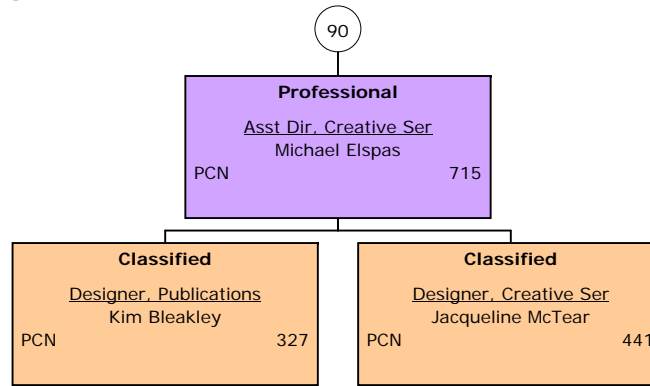 90
Professional
Asst Dir, Creative Ser
Michael Elspas
PCN 715
Classified
Designer, Publications
Kim Bleakley
PCN 327
Classified
Designer, Creative Ser
Jacqueline McTear
PCN 441